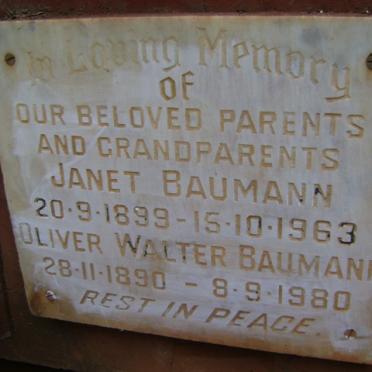 In Loving Memory
OF
OUR BELOVED PARENTS
AND GRANDPARENTS
JANET BAUMANN
20-9-1899-15-10-1963
OLIVER WALTER BAUMANN
28-11-1890 - 8-9-1980
REST IN PEACE.